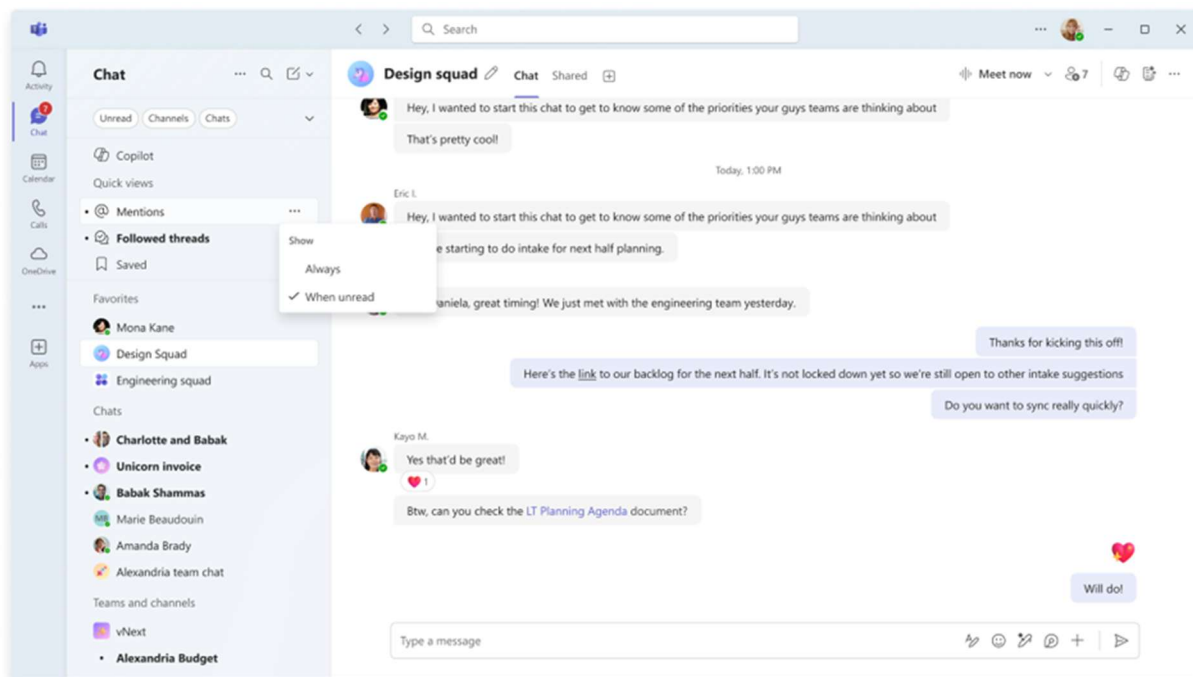 Search
Activity
7
Chat
Calendar
Calls
OneDrive
Apps
Chat
Unread
Channels
Chats
Copilot
Quick views
Mentions
Followed threads
Saved
Show
Always
When unread
Favorites
Mona Kane
Design Squad
Engineering squad
Chats
Charlotte and Babak
Unicorn invoice
Babak Shammas
MB Marie Beaudouin
Amanda Brady
Alexandria team chat
Teams and channels
vNext
Alexandria Budget
Design squad
Chat
Shared
Meet now
7
Hey, I wanted to start this chat to get to know some of the priorities your guys teams are thinking about
That's pretty cool!
Today, 1:00 PM
Eric I.
Hey, I wanted to start this chat to get to know some of the priorities your guys teams are thinking about
starting to do intake for next half planning.
great timing! We just met with the engineering team yesterday.
Thanks for kicking this off!
Here's the link to our backlog for the next half. It's not locked down yet so we're still open to other intake suggestions
Do you want to sync really quickly?
Kayo M.
Yes that'd be great!
1
Btw, can you check the LT Planning Agenda document?
Will do!
Type a message